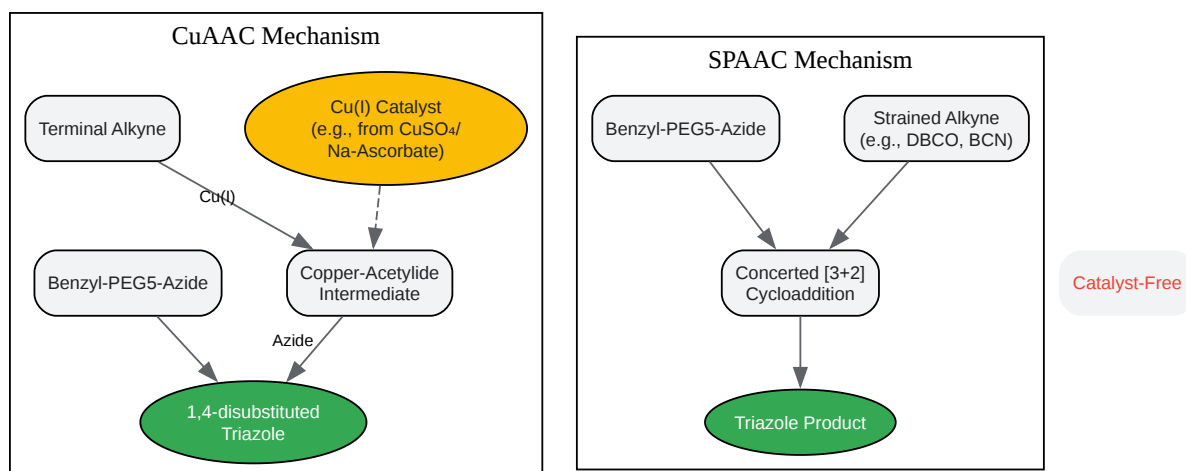 CuAAC Mechanism
Terminal Alkyne
Cu(I) Catalyst
(e.g., from CuSO₄/
Na-Ascorbate)
Cu(I)
Benzyl-PEG5-Azide
Copper-Acetylide
Intermediate
Azide
1,4-disubstituted
Triazole
SPAAC Mechanism
Benzyl-PEG5-Azide
Strained Alkyne
(e.g., DBCO, BCN)
Concerted [3+2]
Cycloaddition
Triazole Product
Catalyst-Free